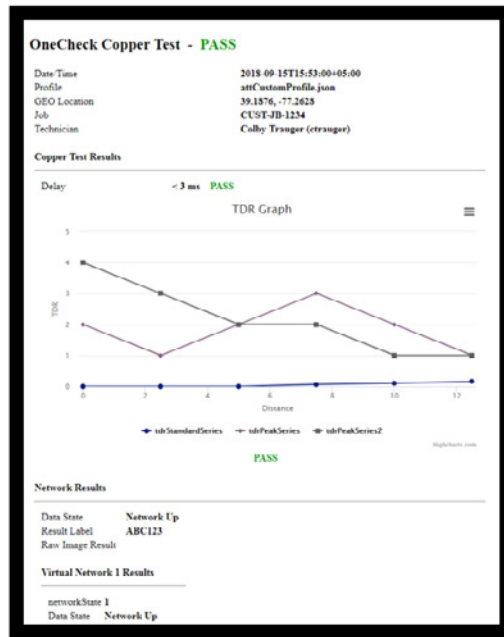 OneCheck Copper Test - PASS
Date/Time 2018-09-15T15:53:00+05:00
Profile attCustomProfile.json
GEO Location 39.1876, -77.2628
Job CUST-JB-1234
Technician Colby Trauger (ctrauger)
Copper Test Results
Delay < 3 ms PASS
TDR Graph
5
4
3
2
1
0
TDR
0 2 4 6 8 10 12
Distance
tdrStandardSeries tdrPeakSeries tdrPeakSeries2
Highcharts.com
PASS
Network Results
Data State Network Up
Result Label ABC123
Raw Image Result
Virtual Network 1 Results
networkState 1
Data State Network Up